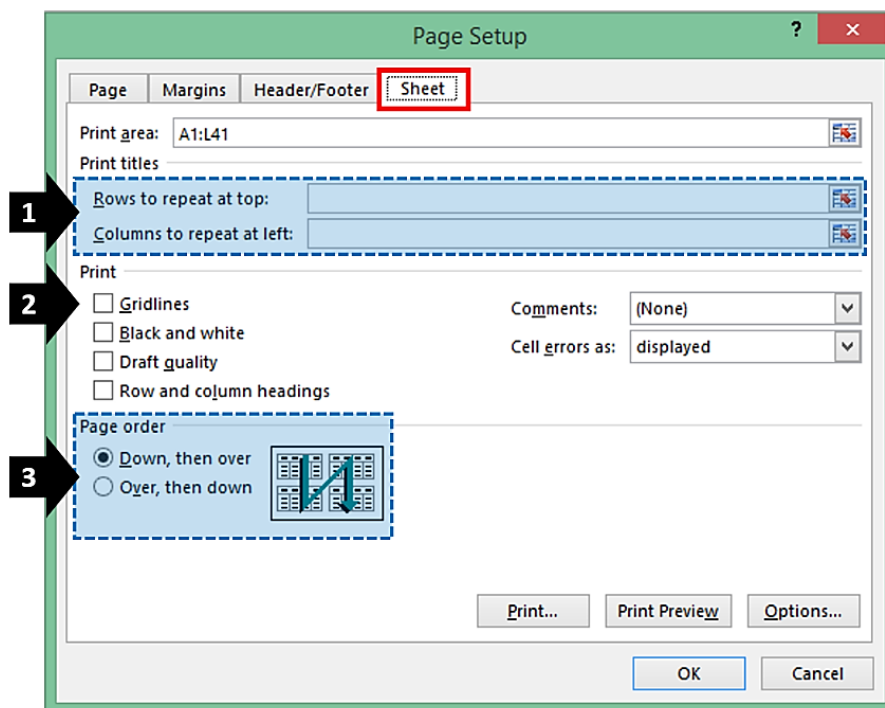 Page Setup ? ×
Page Margins Header/Footer Sheet
Print area: A1:L41
Print titles
1
Rows to repeat at top:
Columns to repeat at left:
Print
2
Gridlines Comments: (None)
Black and white
Cell errors as: displayed
Draft quality
Row and column headings
Page order
3
Down, then over
Over, then down
Print... Print Preview Options...
OK Cancel